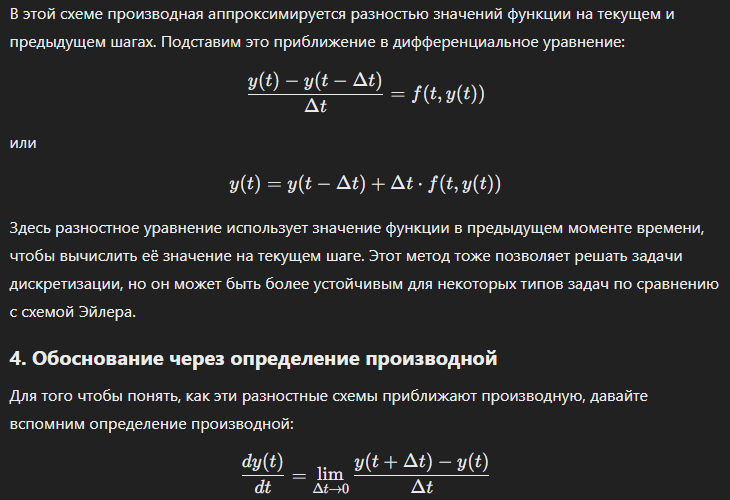 В этой схеме производная аппроксимируется разностью значений функции на текущем и
предыдущем шагах. Подставим это приближение в дифференциальное уравнение:
\frac{y(t) − y(t − Δt)}{Δt} = f(t, y(t))
или
y(t) = y(t − Δt) + Δt · f(t, y(t))
Здесь разностное уравнение использует значение функции в предыдущем моменте времени,
чтобы вычислить её значение на текущем шаге. Этот метод тоже позволяет решать задачи
дискретизации, но он может быть более устойчивым для некоторых типов задач по сравнению
с схемой Эйлера.
4. Обоснование через определение производной
Для того чтобы понять, как эти разностные схемы приближают производную, давайте
вспомним определение производной:
\frac{dy(t)}{dt} = \lim_{Δt→0} \frac{y(t + Δt) − y(t)}{Δt}